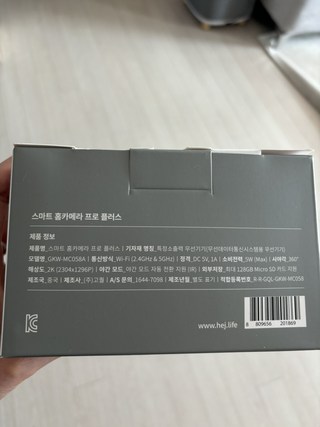 스마트 홈카메라 프로 플러스
제품 정보
제품명_스마트 홈카메라 프로 플러스 | 기자재 명칭_특정소출력 무선기기(무선데이터통신시스템용 무선기기)
모델명_GKW-MC058A | 통신방식_Wi-Fi (2.4GHz & 5GHz) | 정격_DC 5V, 1A | 소비전력_5W (Max) | 시야각_360°
해상도_2K (2304x1296P) | 야간 모드_야간 모드 자동 전환 지원 (IR) | 외부저장_최대 128GB Micro SD 카드 지원
제조국_중국 | 제조사_(주)고퀄 | A/S 문의_1644-7098 | 제조년월_별도 표기 | 적합등록번호_R-R-GQL-GKW-MC058
www.hej.life
8 809656 201869